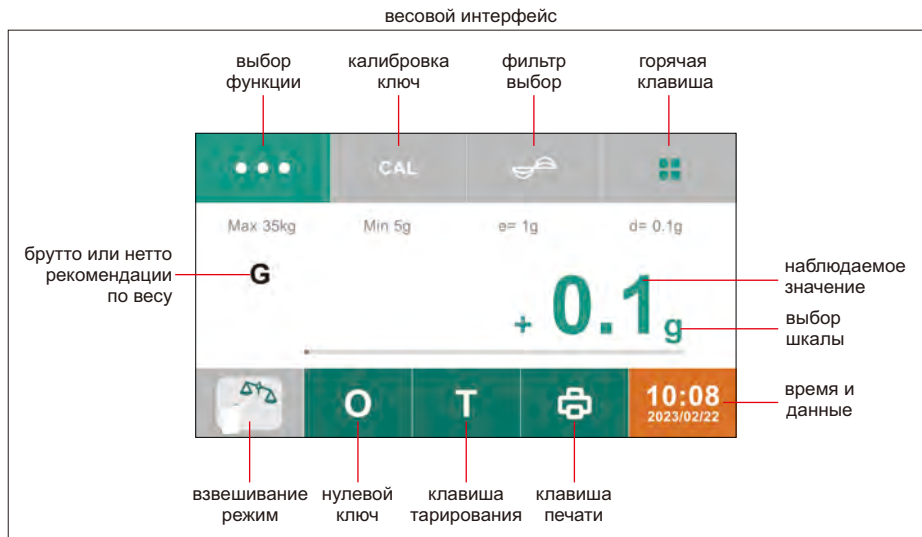 весовой интерфейс
выбор функции
калибровка ключ
фильтр выбор
горячая клавиша
CAL
Max 35kg
Min 5g
e= 1g
d= 0.1g
брутто или нетто
рекомендации
по весу
G
+ 0.1g
наблюдаемое
значение
выбор
шкалы
O
T
10:08
2023/02/22
время и
данные
взвешивание
режим
нулевой
ключ
клавиша
тарирования
клавиша
печати